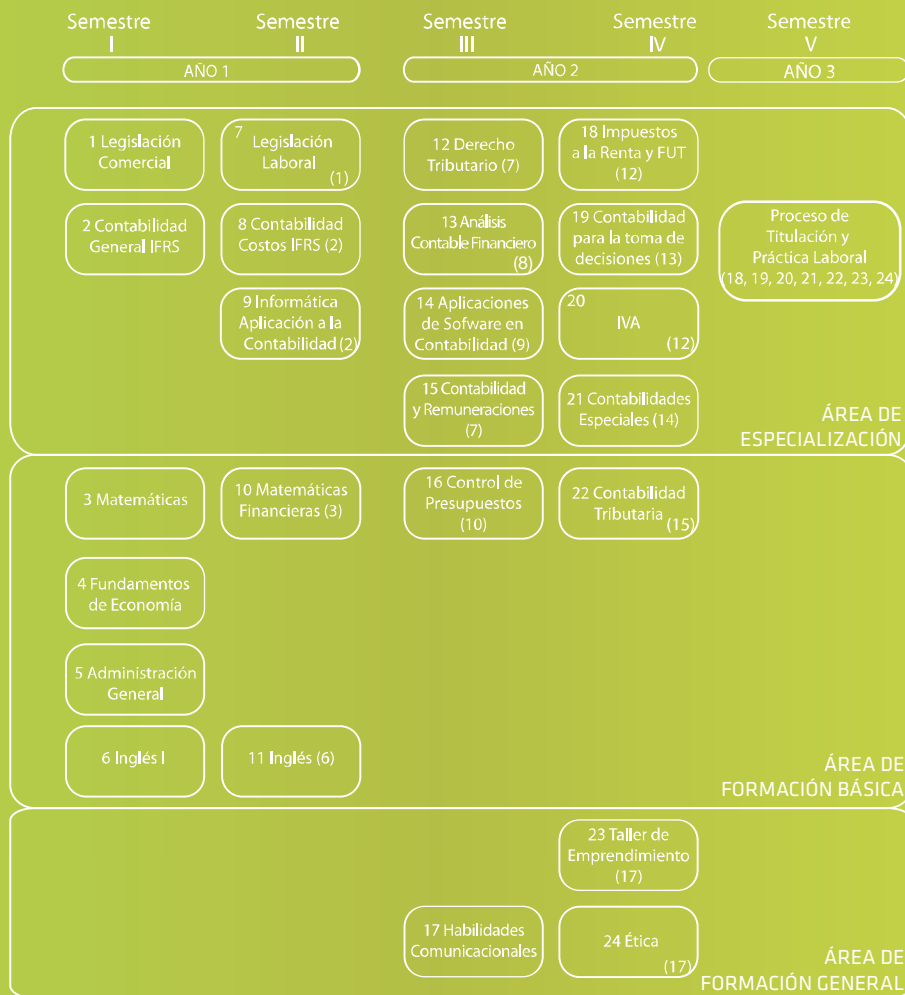 Semestre
I
Semestre
II
Semestre
III
Semestre
IV
Semestre
V
AÑO 1
AÑO 2
AÑO 3
1 Legislación
Comercial
7
Legislación
Laboral
(1)
12 Derecho
Tributario (7)
18 Impuestos
a la Renta y FUT
(12)
2 Contabilidad
General IFRS
8 Contabilidad
Costos IFRS (2)
13 Análisis
Contable Financiero
(8)
19 Contabilidad
para la toma de
decisiones (13)
Proceso de
Titulación y
Práctica Laboral
(18, 19, 20, 21, 22, 23, 24)
9 Informática
Aplicación a la
Contabilidad (2)
14 Aplicaciones
de Sofware en
Contabilidad (9)
20
IVA
(12)
15 Contabilidad
y Remuneraciones
(7)
21 Contabilidades
Especiales (14)
ÁREA DE
ESPECIALIZACIÓN
3 Matemáticas
10 Matemáticas
Financieras (3)
16 Control de
Presupuestos
(10)
22 Contabilidad
Tributaria
(15)
4 Fundamentos
de Economía
5 Administración
General
6 Inglés I
11 Inglés (6)
ÁREA DE
FORMACIÓN BÁSICA
23 Taller de
Emprendimiento
(17)
17 Habilidades
Comunicacionales
24 Ética
(17)
ÁREA DE
FORMACIÓN GENERAL